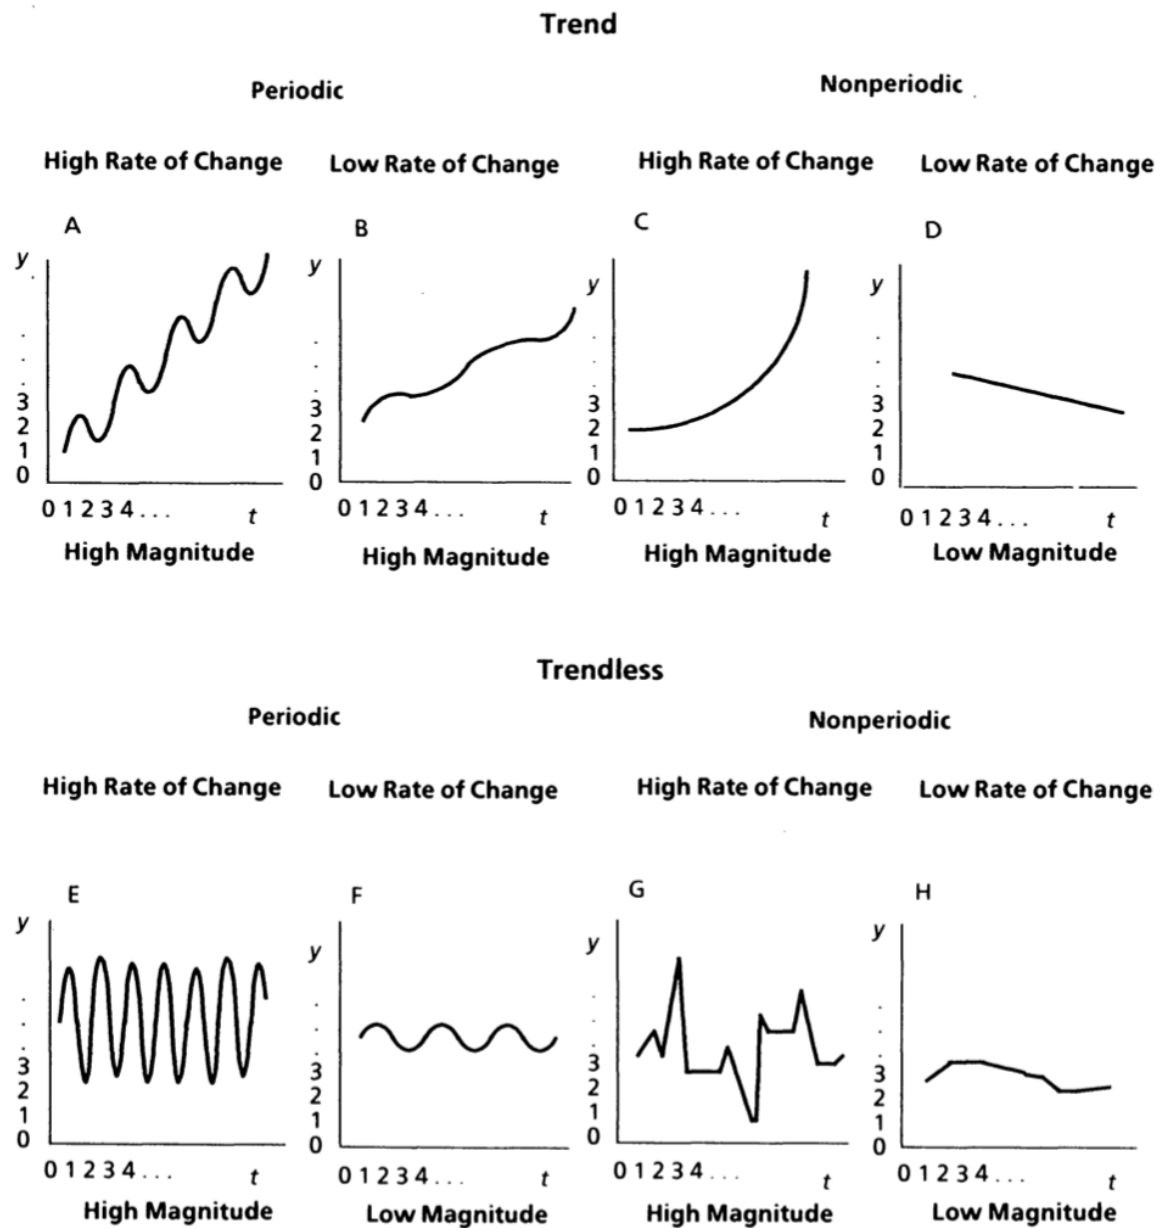 Trend
Periodic
Nonperiodic
High Rate of Change
Low Rate of Change
High Rate of Change
Low Rate of Change
A
B
C
D
y
.
.
.
3
2
1
0
0 1 2 3 4 . . .
t
High Magnitude
y
.
.
.
3
2
1
0
0 1 2 3 4 . . .
t
High Magnitude
y
.
.
.
3
2
1
0
0 1 2 3 4 . . .
t
High Magnitude
y
.
.
.
3
2
1
0
0 1 2 3 4 . . .
t
Low Magnitude
Trendless
Periodic
Nonperiodic
High Rate of Change
Low Rate of Change
High Rate of Change
Low Rate of Change
E
F
G
H
y
.
.
.
3
2
1
0
0 1 2 3 4 . . .
t
High Magnitude
y
.
.
.
3
2
1
0
0 1 2 3 4 . . .
t
Low Magnitude
y
.
.
.
3
2
1
0
0 1 2 3 4 . . .
t
High Magnitude
y
.
.
.
3
2
1
0
0 1 2 3 4 . . .
t
Low Magnitude